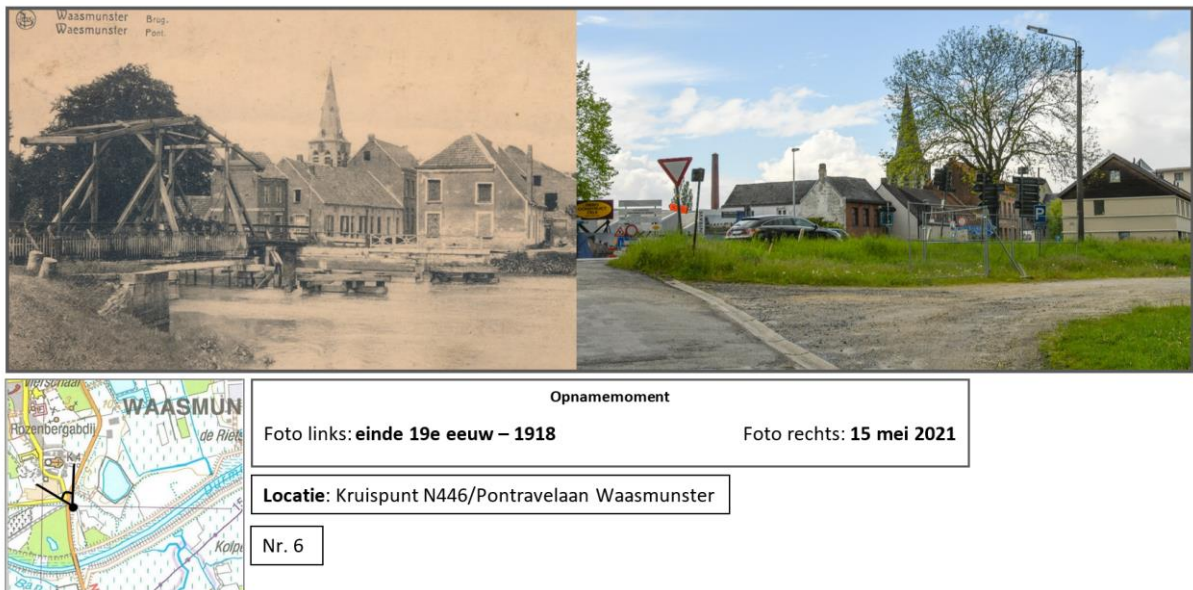 Waasmunster Brug.
Waesmunster Pont.
P
Opnamemoment
Foto links: einde 19e eeuw – 1918
Foto rechts: 15 mei 2021
WAASMUN
Rozenbergabdij
de Riet
Locatie: Kruispunt N446/Pontravelaan Waasmunster
Nr. 6